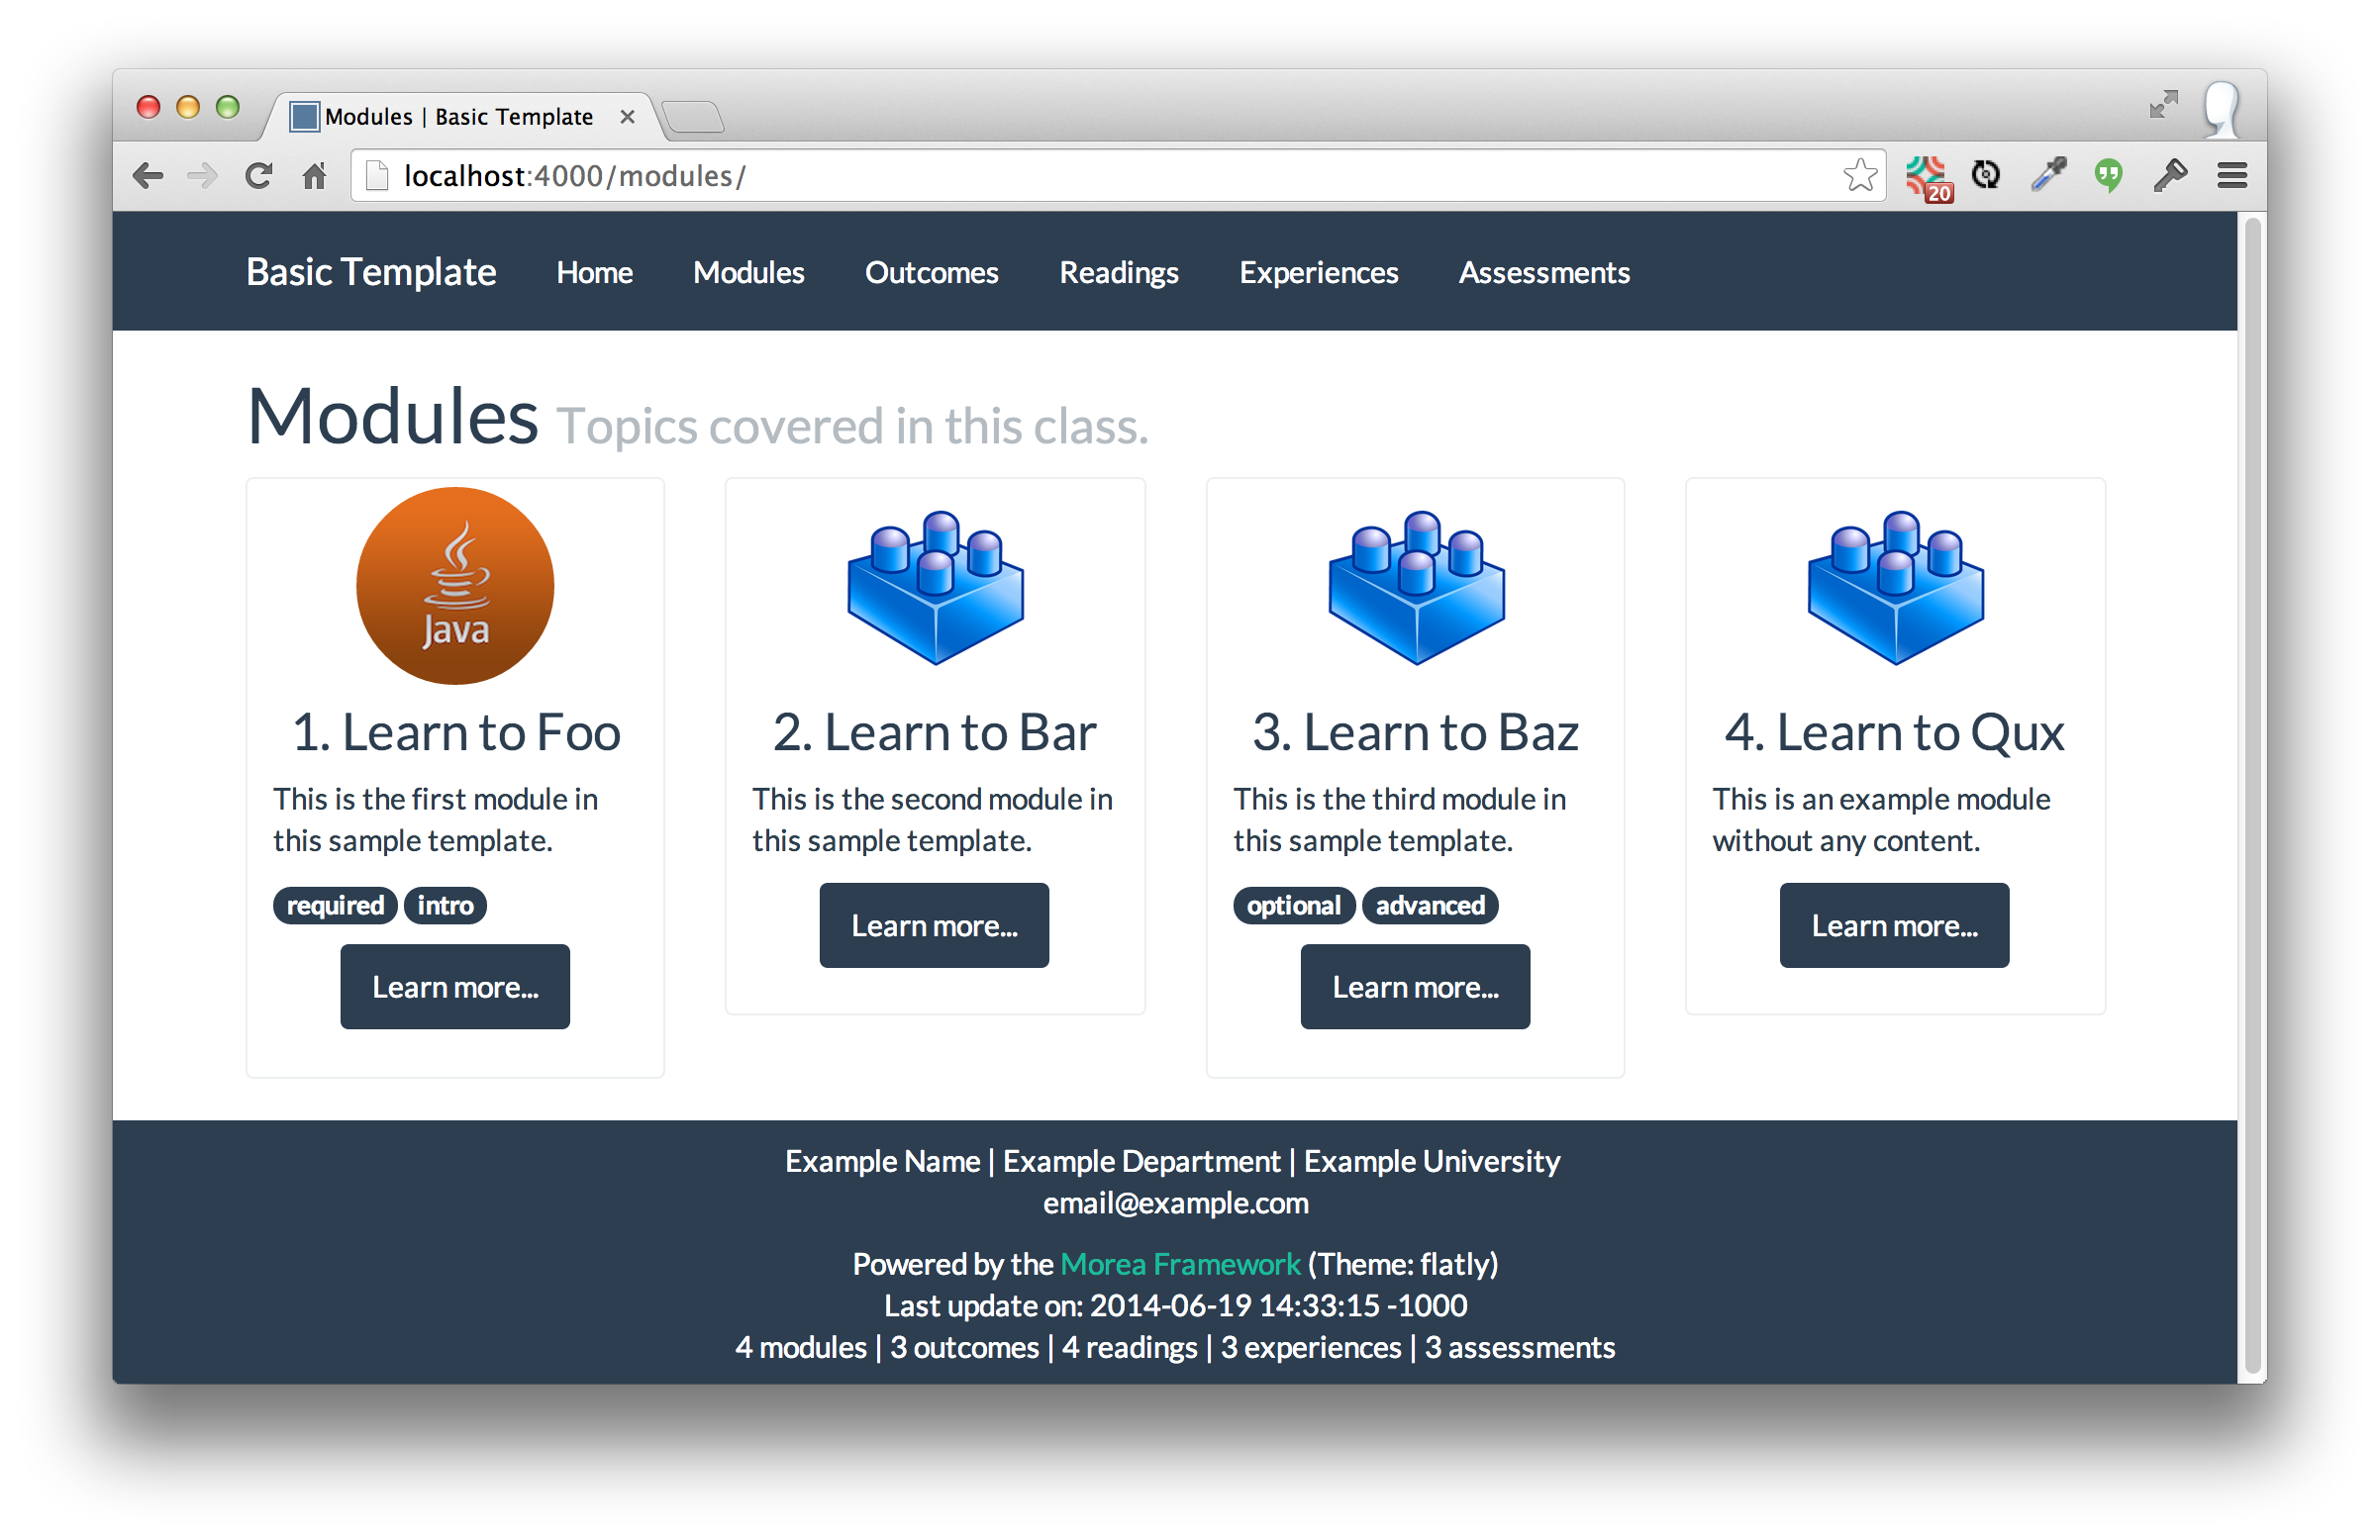 Modules | Basic Template
localhost:4000/modules/
20
Basic Template Home Modules Outcomes Readings Experiences Assessments
Modules Topics covered in this class.
Java
1. Learn to Foo
This is the first module in
this sample template.
required intro
Learn more...
2. Learn to Bar
This is the second module in
this sample template.
Learn more...
3. Learn to Baz
This is the third module in
this sample template.
optional advanced
Learn more...
4. Learn to Qux
This is an example module
without any content.
Learn more...
Example Name | Example Department | Example University
email@example.com
Powered by the Morea Framework (Theme: flatly)
Last update on: 2014-06-19 14:33:15 -1000
4 modules | 3 outcomes | 4 readings | 3 experiences | 3 assessments